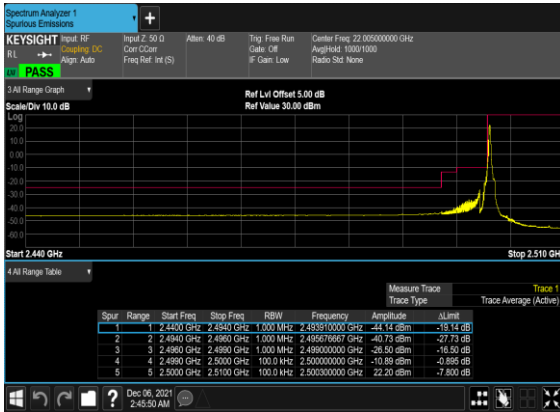 Spectrum Analyzer 1
Spurious Emissions
KEYSIGHT
RL
Input: RF
Coupling: DC
Align: Auto
Input Z: 50 Ω
Corr CCorr
Freq Ref: Int (S)
Atten: 40 dB
Trig: Free Run
Gate: Off
IF Gain: Low
Center Freq: 22.005000000 GHz
Avg|Hold: 1000/1000
Radio Std: None
PASS
3 All Range Graph
Scale/Div 10.0 dB
Ref Lvl Offset 5.00 dB
Ref Value 30.00 dBm
Log
20.0
10.0
0.00
-10.0
-20.0
-30.0
-40.0
-50.0
-60.0
Start 2.440 GHz
Stop 2.510 GH
4 All Range Table
Measure Trace Trace 1
Trace Type Trace Average (Active)
Spur Range Start Freq Stop Freq RBW Frequency Amplitude ΔLimit
1 1 2.4400 GHz 2.4940 GHz 1.000 MHz 2.493910000 GHz -44.14 dBm -19.14 dB
2 2 2.4940 GHz 2.4960 GHz 1.000 MHz 2.495676667 GHz -40.73 dBm -27.73 dB
3 3 2.4960 GHz 2.4990 GHz 1.000 MHz 2.499000000 GHz -26.50 dBm -16.50 dB
4 4 2.4990 GHz 2.5000 GHz 100.0 kHz 2.500000000 GHz -10.89 dBm -0.895 dB
5 5 2.5000 GHz 2.5100 GHz 100.0 kHz 2.500300000 GHz 22.20 dBm -7.800 dB
?
Dec 06, 2021
2:45:50 AM